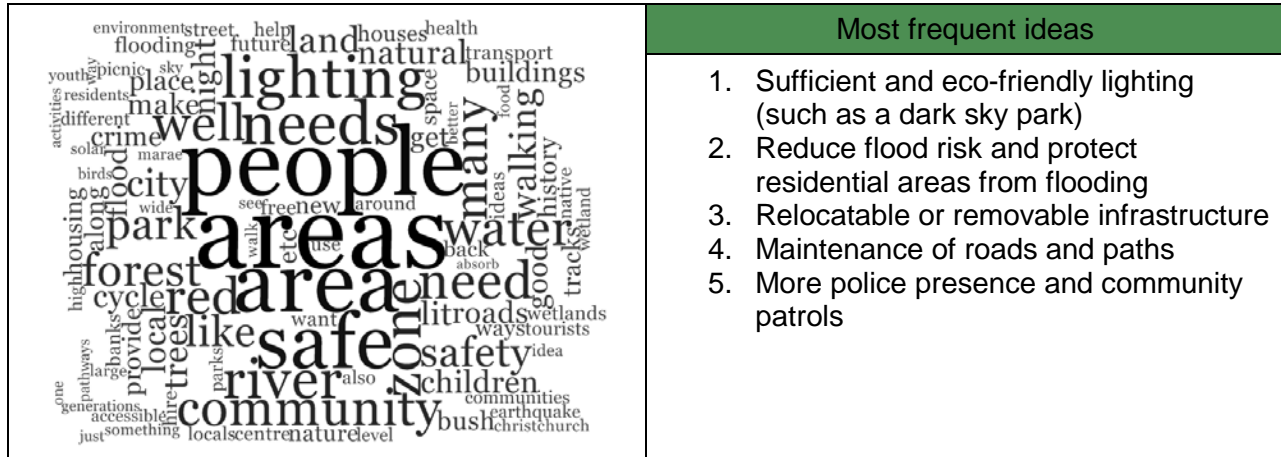 environment street help health
flooding future land houses
natural transport
youth way picnic sky place night lighting space buildings
residents make food
activities different crime well needs get better many walking
solar marae people ideas history native
birds city flood see free new around wetland
housing along wide park areas water
high walk etc use back absorb good tracks
forest area need
cycle red zone lit roads wetlands
want ways tourists
banks provide local trees like safe safety idea
pathways large parks river also children
one generations hire communities
accessible community bush earthquake
just something locals centre nature level christchurch
Most frequent ideas
1. Sufficient and eco-friendly lighting
(such as a dark sky park)
2. Reduce flood risk and protect
residential areas from flooding
3. Relocatable or removable infrastructure
4. Maintenance of roads and paths
5. More police presence and community
patrols